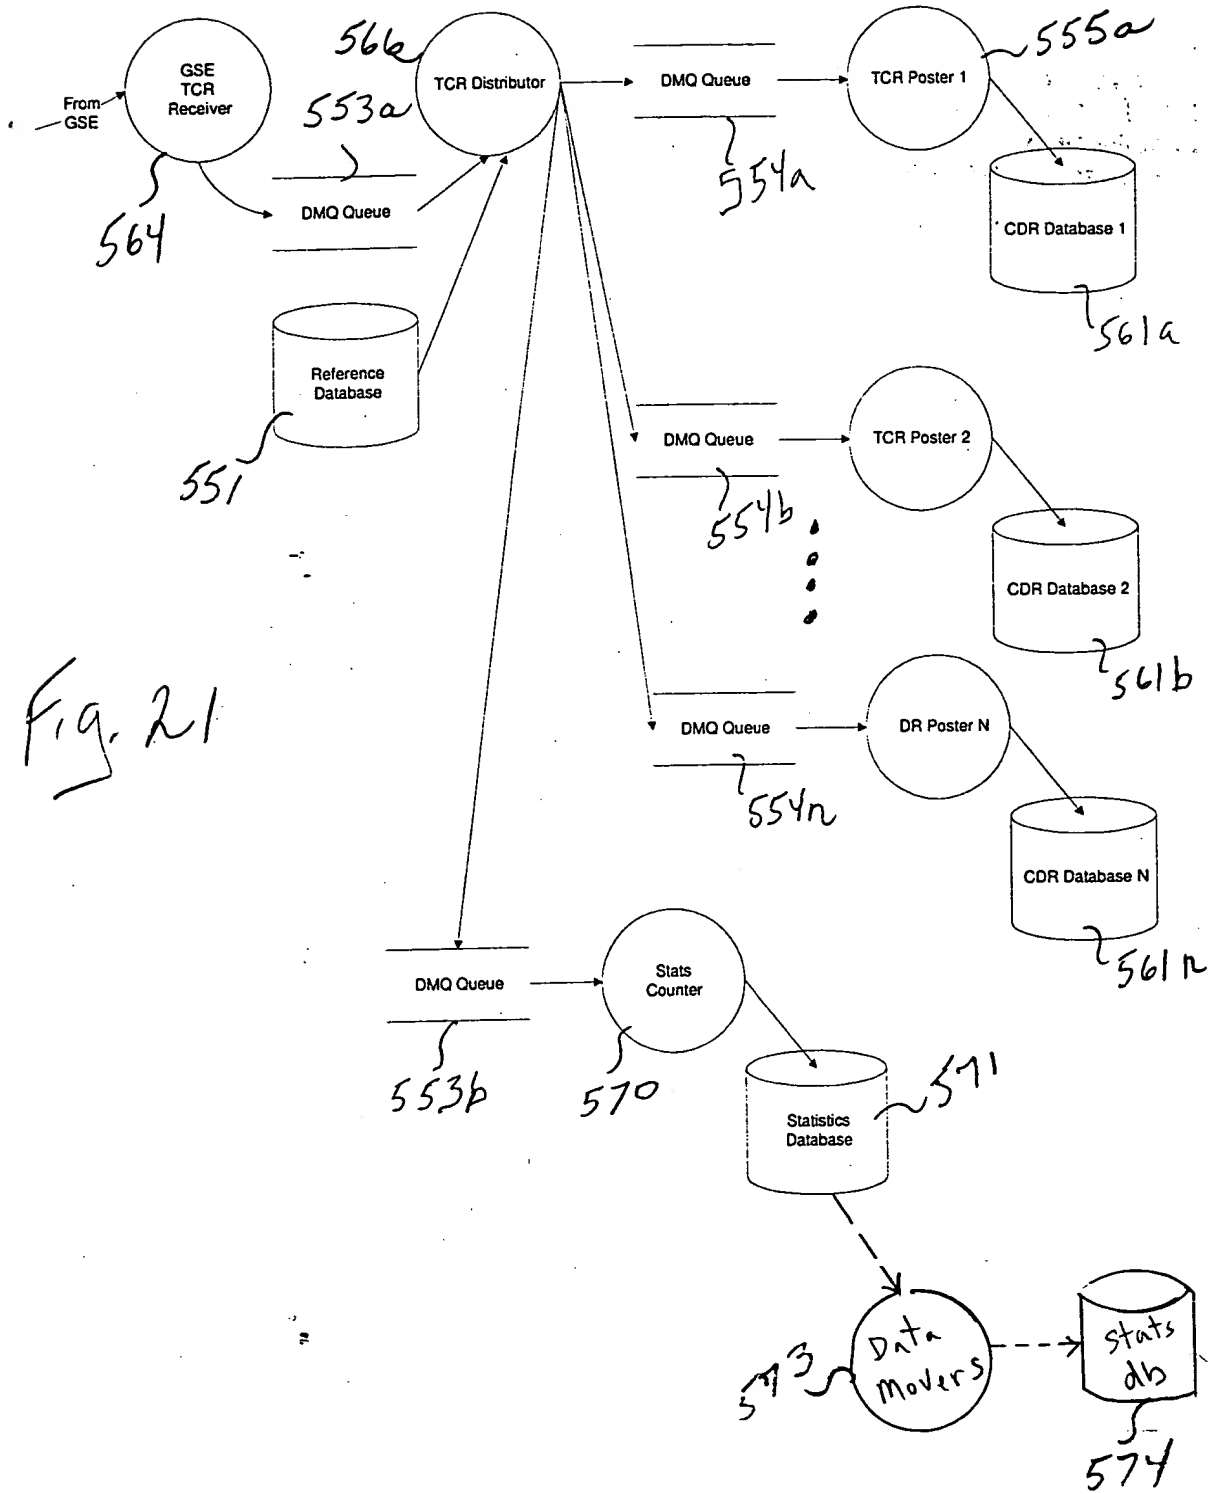 566
555a
GSE
TCR
Receiver
TCR Distributor
DMQ Queue
TCR Poster 1
From
GSE
553a
554a
564
DMQ Queue
CDR Database 1
561a
Reference
Database
551
DMQ Queue
TCR Poster 2
554b
CDR Database 2
561b
Fig. 21
DMQ Queue
DR Poster N
554n
CDR Database N
561n
DMQ Queue
Stats
Counter
553b
570
571
Statistics
Database
Data
Movers
573
Stats
db
574